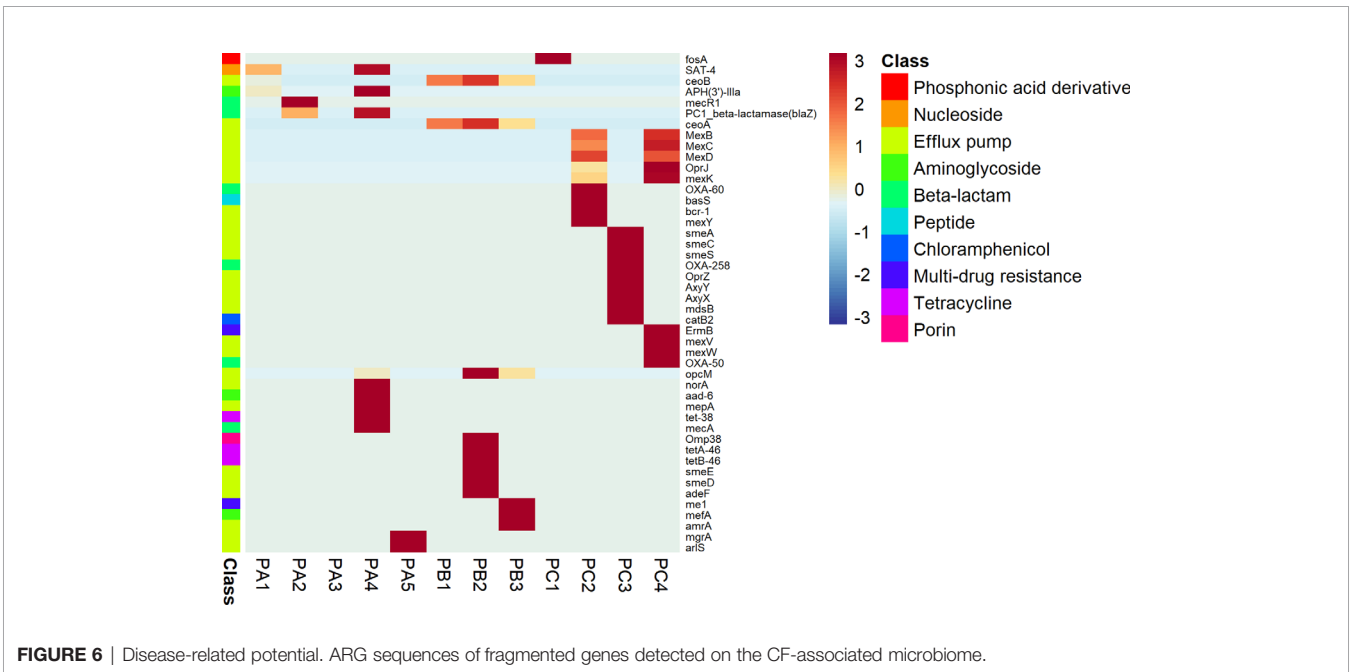 fosA
SAT-4
ceoB
APH(3')-IIIa
mecR1
PC1_beta-lactamase(blaZ)
ceoA
MexB
MexC
MexD
OprJ
mexK
OXA-60
basS
bcr-1
mexY
smeA
smeC
smeS
OXA-258
OprZ
AxyY
AxyX
mdsB
catB2
ErmB
mexV
mexW
OXA-50
opcM
norA
aad-6
mepA
tet-38
mecA
Omp38
tetA-46
tetB-46
smeE
smeD
adeF
me1
mefA
amrA
mgrA
arlS
Class
PA1
PA2
PA3
PA4
PA5
PB1
PB2
PB3
PC1
PC2
PC3
PC4
3
2
1
0
-1
-2
-3
Class
Phosphonic acid derivative
Nucleoside
Efflux pump
Aminoglycoside
Beta-lactam
Peptide
Chloramphenicol
Multi-drug resistance
Tetracycline
Porin
FIGURE 6 | Disease-related potential. ARG sequences of fragmented genes detected on the CF-associated microbiome.